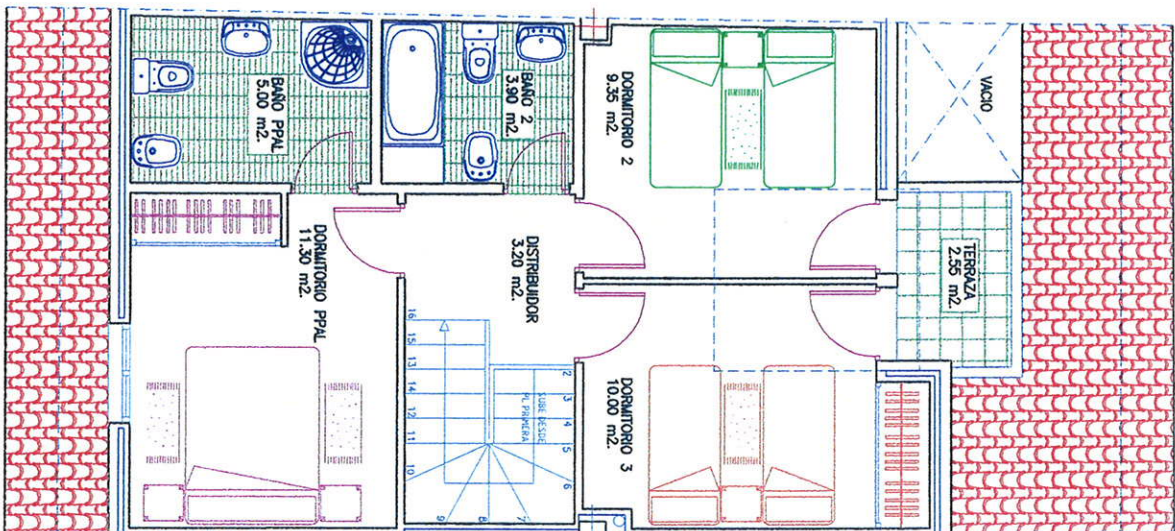 BAÑO PPAL
5.00 m2.
BAÑO 2
3.90 m2.
DORMITORIO 2
9.35 m2.
VACIO
TERRAZA
2.55 m2.
DORMITORIO PPAL
11.30 m2.
DISTRIBUIDOR
3.20 m2.
DORMITORIO 3
10.00 m2.
SUBE DESDE
PL PRIMERA
16
15
13
14
12
11
10
9
8
7
6
5
4
3
2